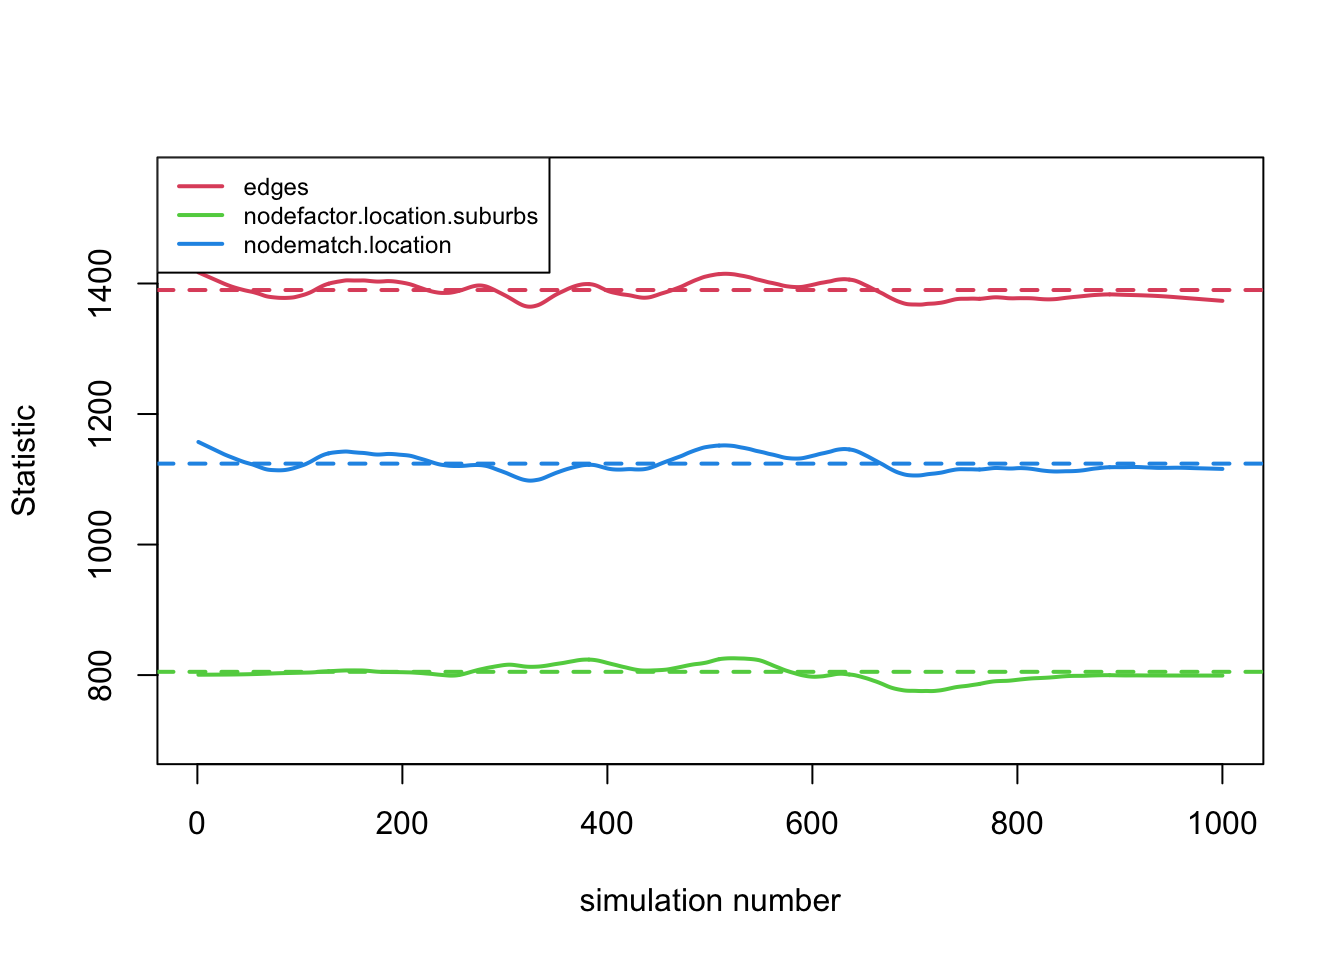 edges
nodefactor.location.suburbs
nodematch.location
1400
1200
1000
800
Statistic
0 200 400 600 800 1000
simulation number